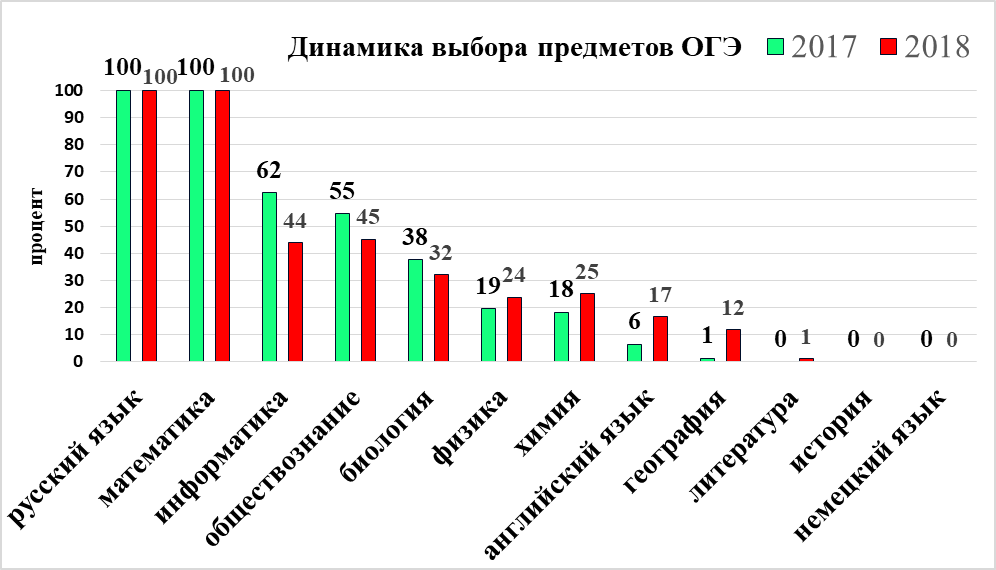 Динамика выбора предметов ОГЭ 2017 2018
процент
100
90
80
70
60
50
40
30
20
10
0
100 100
100 100
62 44
55 45
38 32
19 24
18 25
6 17
1 12
0 1
0 0
0 0
русский язык
математика
информатика
обществознание
биология
физика
химия
английский язык
география
литература
история
немецкий язык